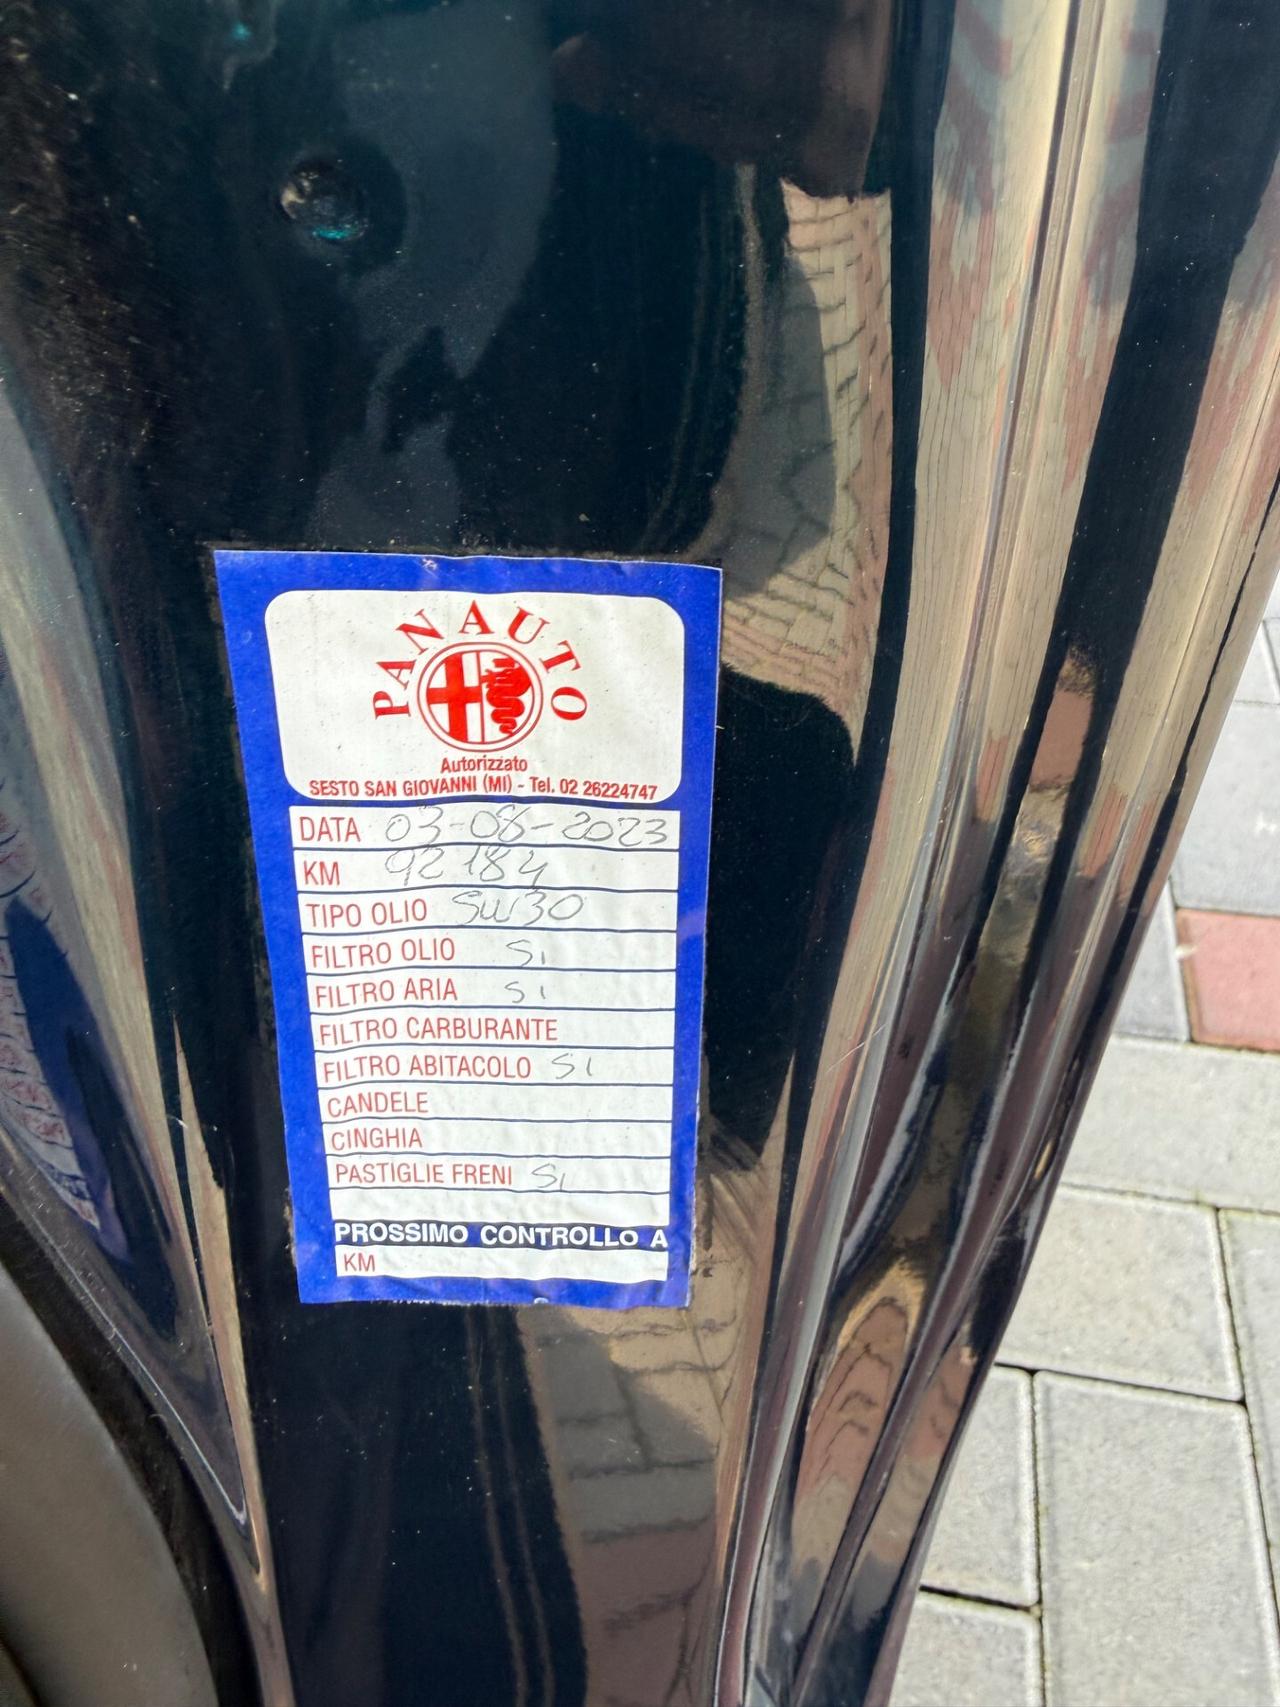 PANAUTO
Autorizzato
SESTO SAN GIOVANNI (MI) - Tel. 02 26224747
DATA 03-08-2023
KM 92184
TIPO OLIO 5W30
FILTRO OLIO Si
FILTRO ARIA Si
FILTRO CARBURANTE
FILTRO ABITACOLO Si
CANDELE
CINGHIA
PASTIGLIE FRENI Si
PROSSIMO CONTROLLO A
KM